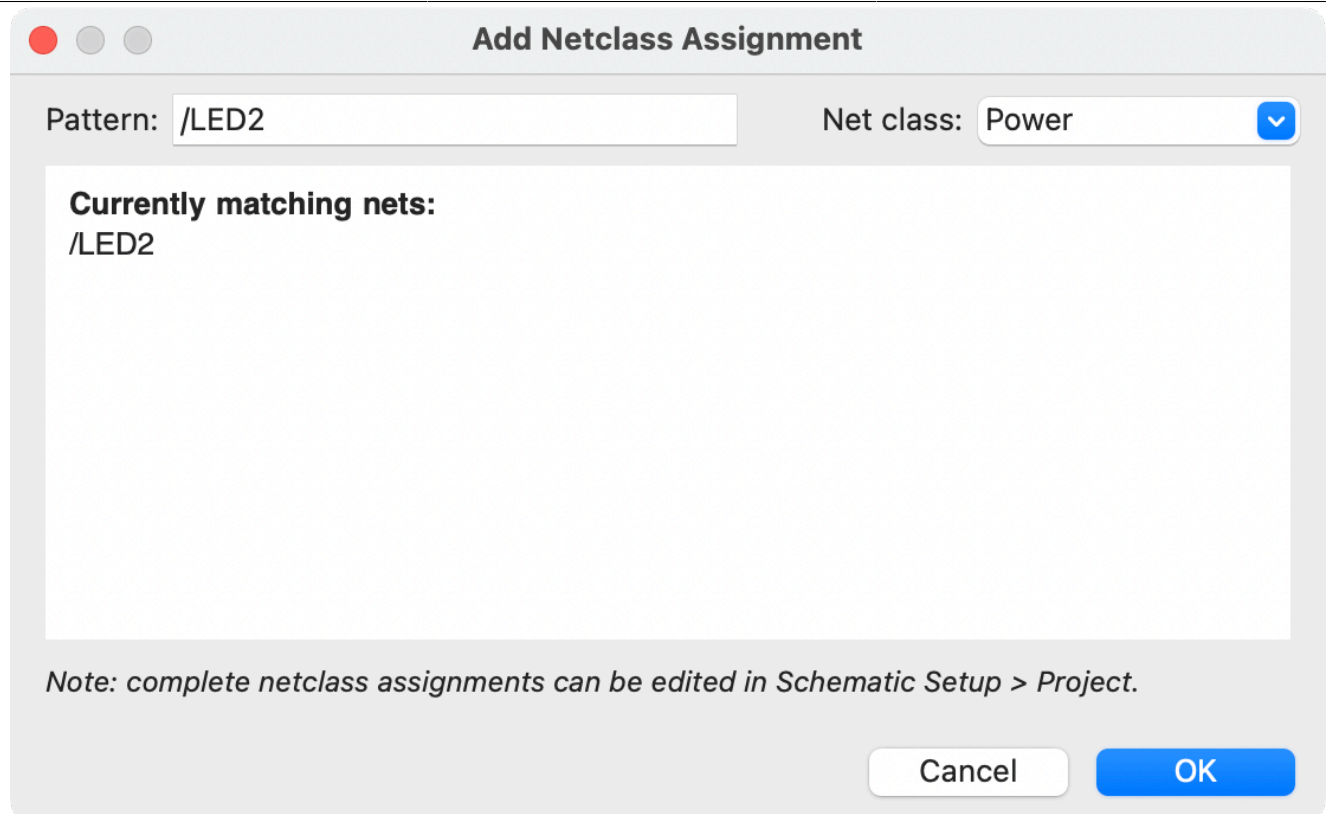 Add Netclass Assignment
Pattern: /LED2 Net class: Power
Currently matching nets:
/LED2
Note: complete netclass assignments can be edited in Schematic Setup > Project.
Cancel OK